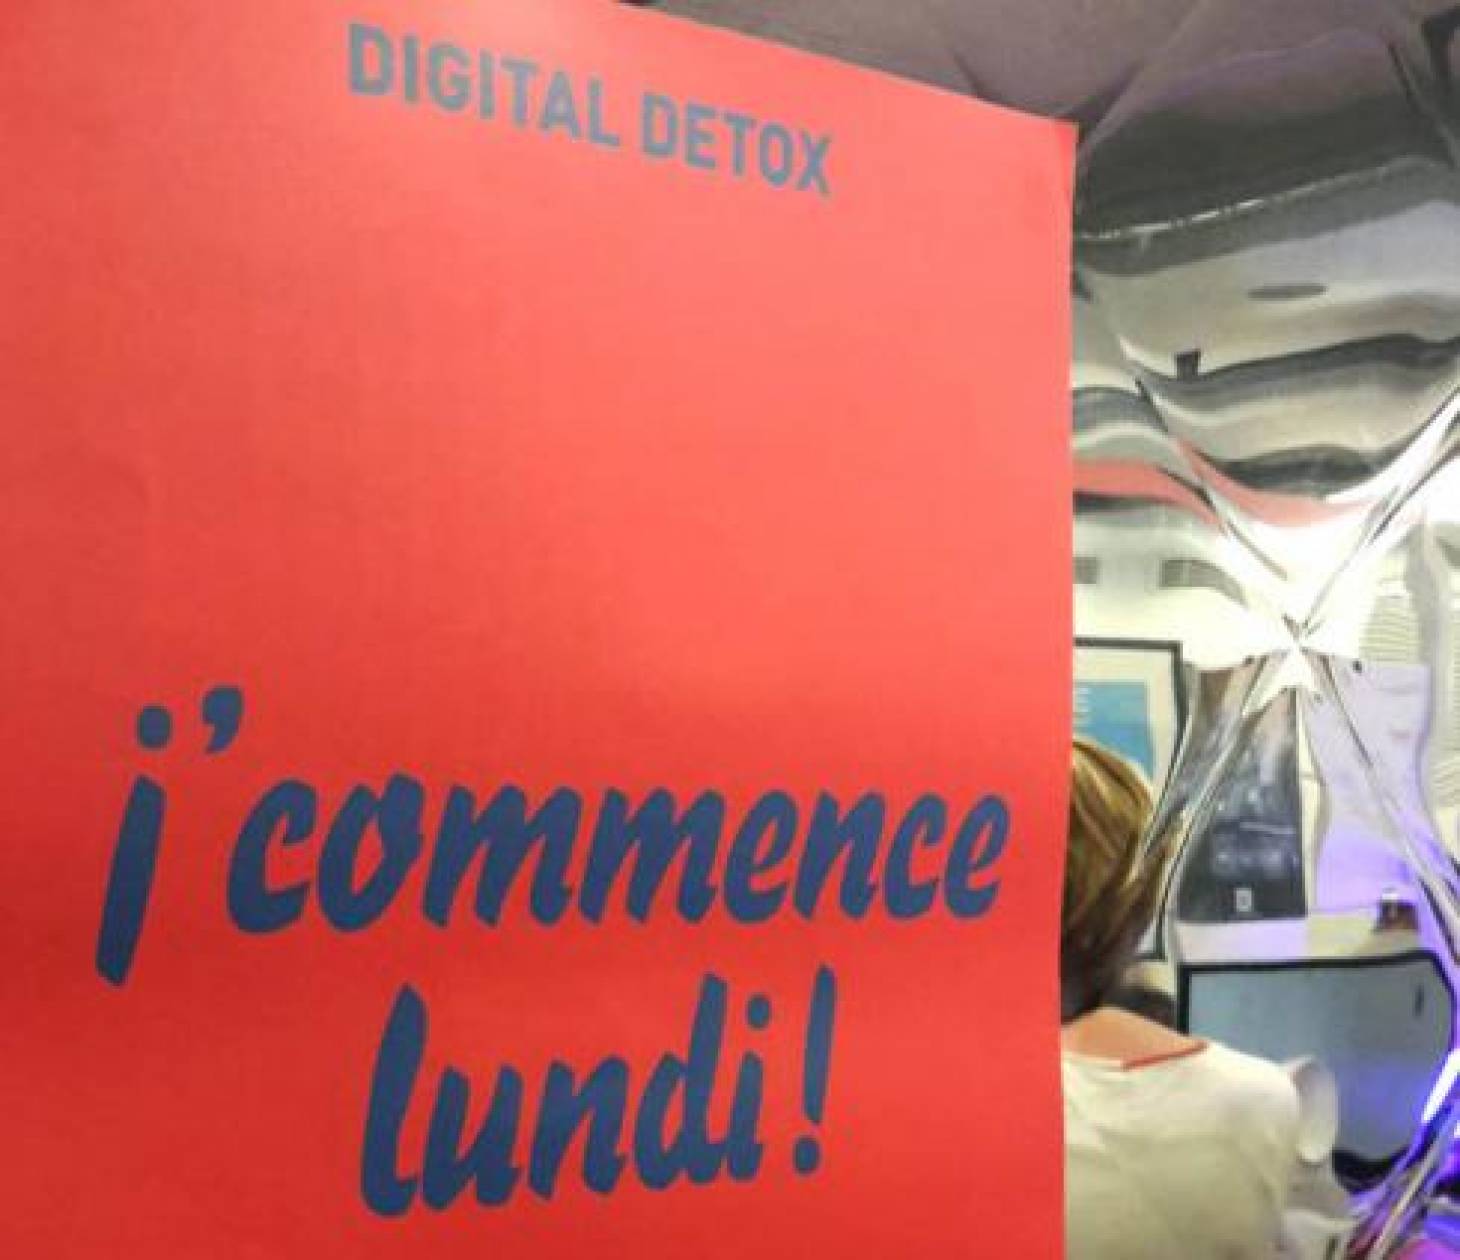 DIGITAL DETOX
j'commence
lundi!